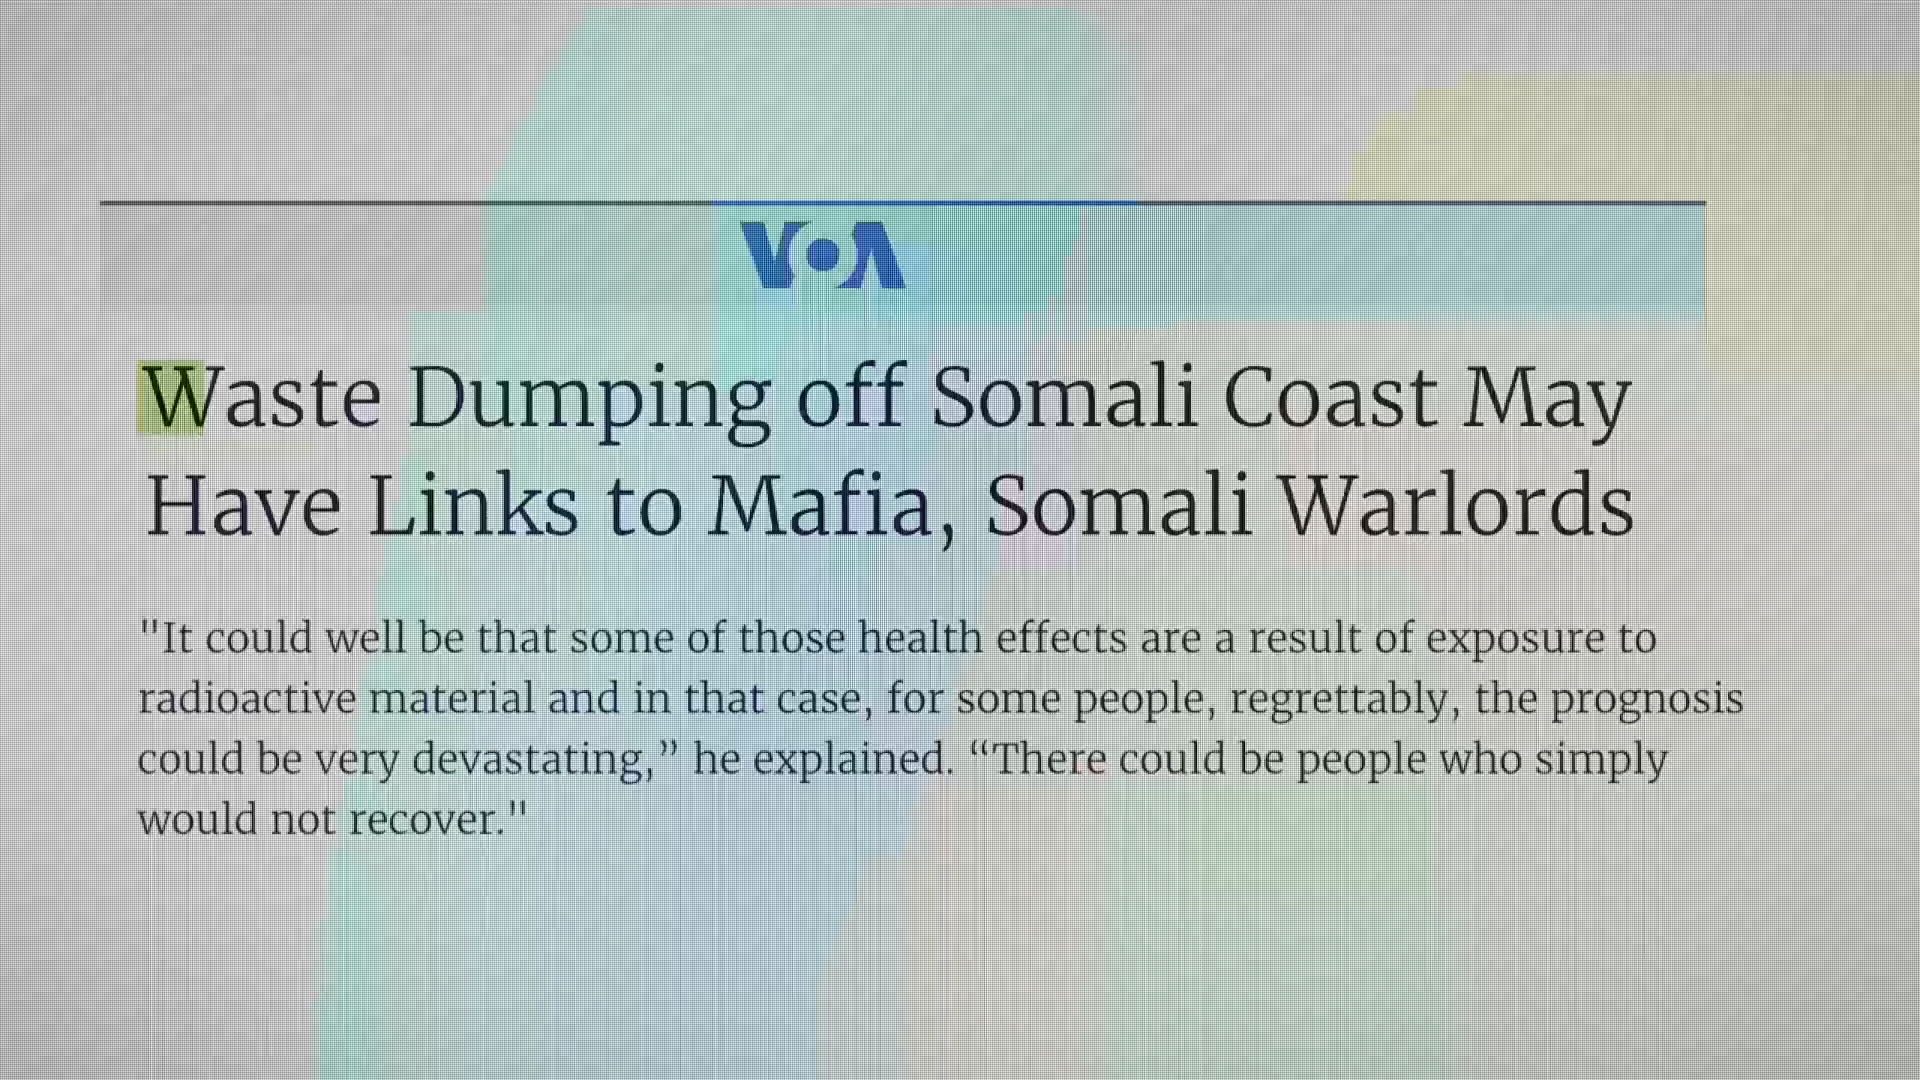 VOA
Waste Dumping off Somali Coast May
Have Links to Mafia, Somali Warlords
"It could well be that some of those health effects are a result of exposure to
radioactive material and in that case, for some people, regrettably, the prognosis
could be very devastating,” he explained. “There could be people who simply
would not recover."